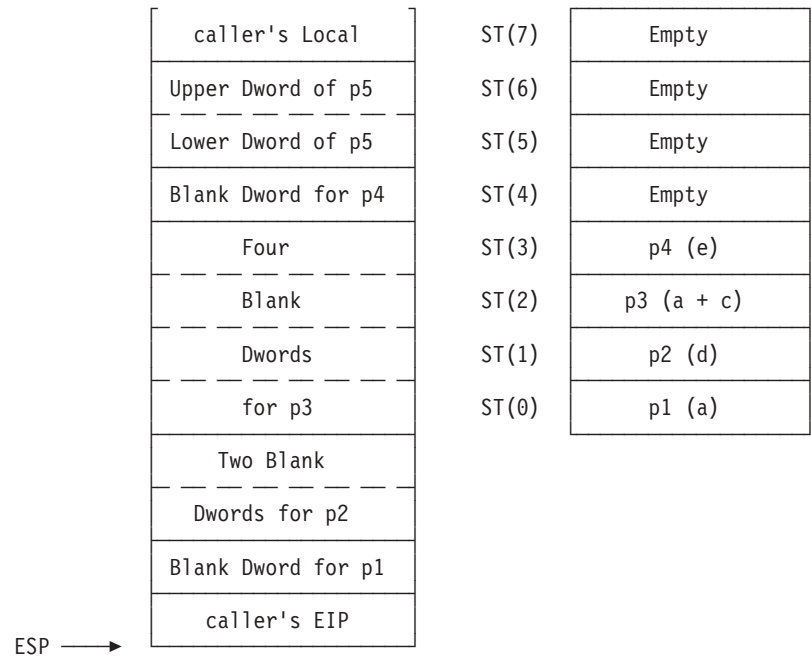 caller's Local ST(7) Empty
Upper Dword of p5 ST(6) Empty
Lower Dword of p5 ST(5) Empty
Blank Dword for p4 ST(4) Empty
Four ST(3) p4 (e)
Blank ST(2) p3 (a + c)
Dwords ST(1) p2 (d)
for p3 ST(0) p1 (a)
Two Blank
Dwords for p2
Blank Dword for p1
caller's EIP
ESP